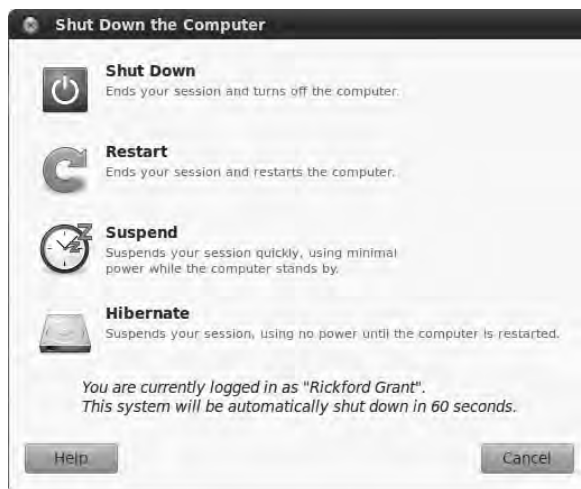 Shut Down the Computer
Shut Down
Ends your session and turns off the computer.
Restart
Ends your session and restarts the computer.
Suspend
Suspends your session quickly, using minimal
power while the computer stands by.
Hibernate
Suspends your session, using no power until the computer is restarted.
You are currently logged in as "Rickford Grant".
This system will be automatically shut down in 60 seconds.
Help
Cancel